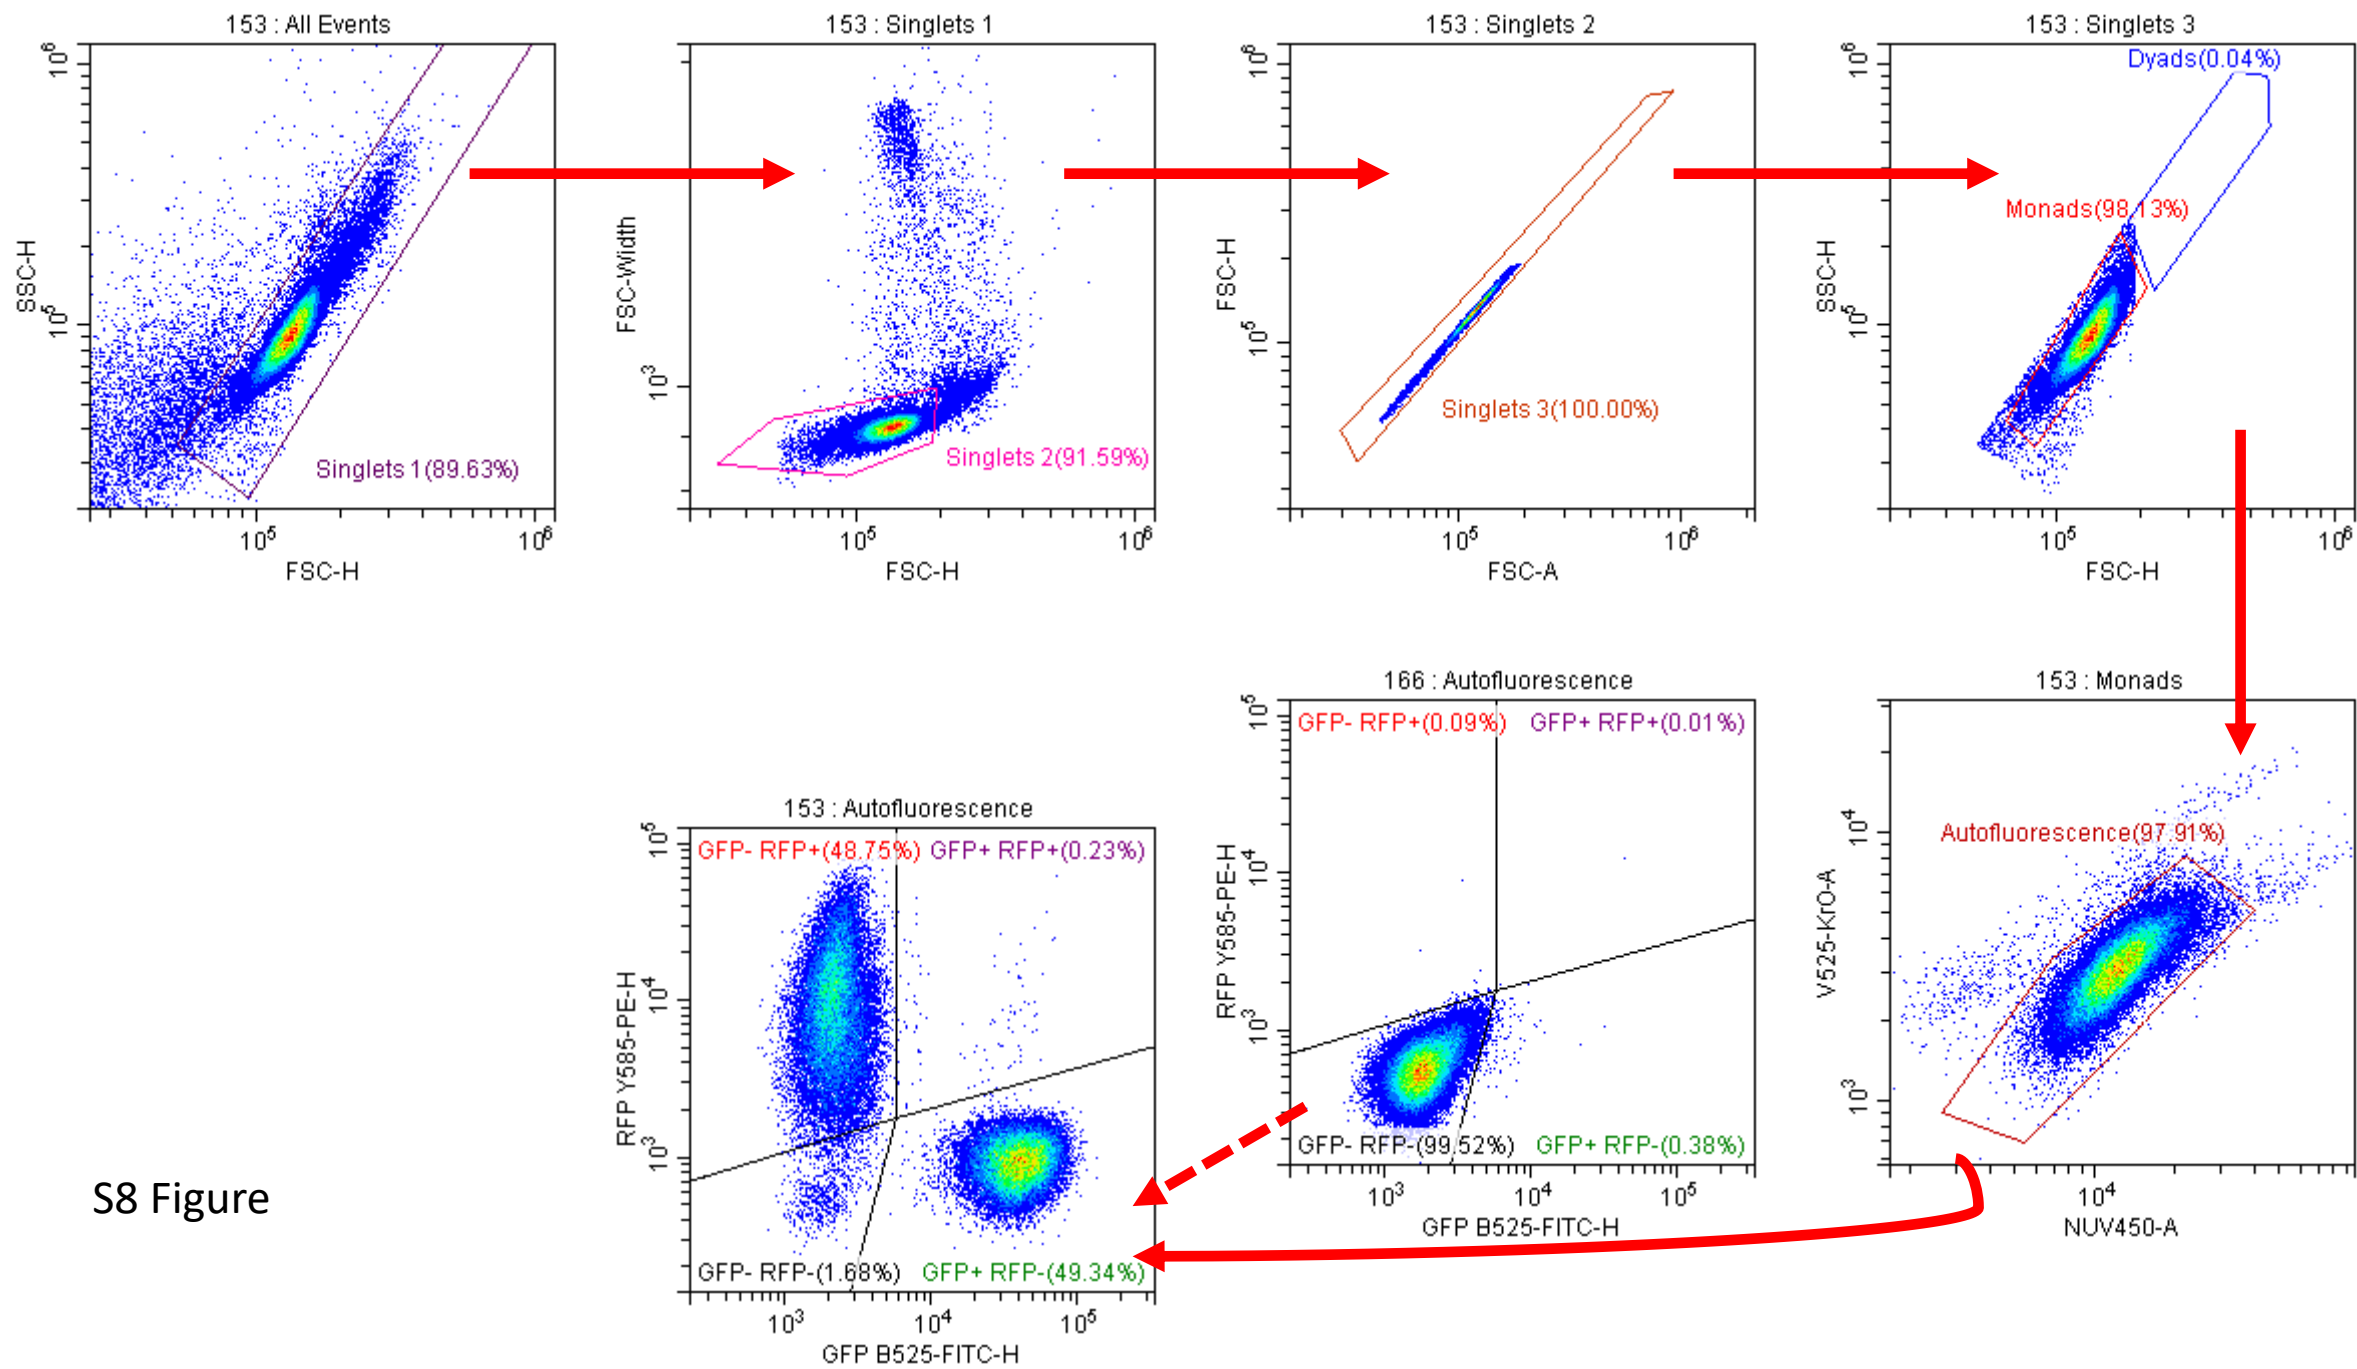 153 : All Events
SSC-H
10^6
10^5
Singlets 1(89.63%)
10^5
10^6
FSC-H
153 : Singlets 1
FSC-Width
10^3
Singlets 2(91.59%)
10^5
10^6
FSC-H
153 : Singlets 2
FSC-H
10^6
10^5
Singlets 3(100.00%)
10^5
10^6
FSC-A
153 : Singlets 3
Dyads(0.04%)
SSC-H
10^6
10^5
Monads(98.13%)
10^5
10^6
FSC-H
153 : Autofluorescence
RFP Y585-PE-H
10^5
10^4
10^3
GFP- RFP+(48.75%)
GFP+ RFP+(0.23%)
GFP- RFP-(1.68%)
GFP+ RFP-(49.34%)
10^3
10^4
10^5
GFP B525-FITC-H
166 : Autofluorescence
RFP Y585-PE-H
10^5
10^4
10^3
GFP- RFP+(0.09%)
GFP+ RFP+(0.01%)
GFP- RFP-(99.52%)
GFP+ RFP-(0.38%)
10^3
10^4
10^5
GFP B525-FITC-H
153 : Monads
V525-KrO-A
10^4
10^3
Autofluorescence(97.91%)
10^4
NUV450-A
S8 Figure